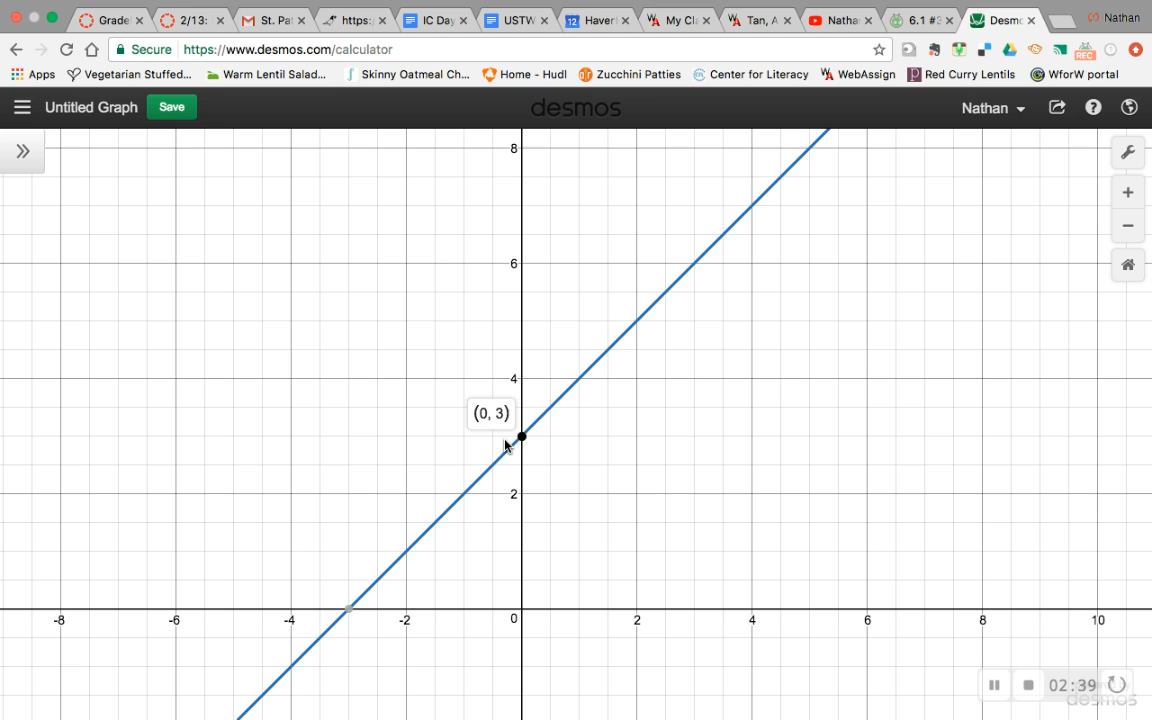 Grade 2/13: St. Pat https: IC Day USTW Haver My Cl Tan, A Nathan 6.1 #3 Desmo Nathan
Secure https://www.desmos.com/calculator
Apps Vegetarian Stuffed... Warm Lentil Salad... Skinny Oatmeal Ch... Home - Hudl Zucchini Patties Center for Literacy WebAssign Red Curry Lentils WforW portal
Untitled Graph Save desmos Nathan
8
6
(0, 3)
4
2
-8 -6 -4 -2 0 2 4 6 8 10
02:39
desmos